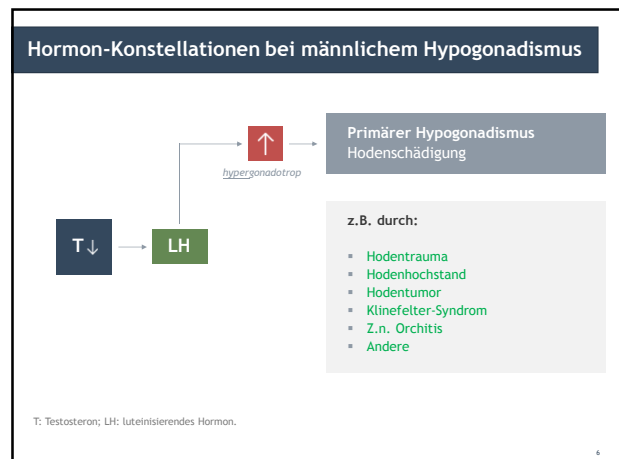 Hormon-Konstellationen bei männlichem Hypogonadismus
↑
hypergonadotrop
Primärer Hypogonadismus
Hodenschädigung
T↓
LH
z.B. durch:
▪ Hodentrauma
▪ Hodenhochstand
▪ Hodentumor
▪ Klinefelter-Syndrom
▪ Z.n. Orchitis
▪ Andere
T: Testosteron; LH: luteinisierendes Hormon.
6